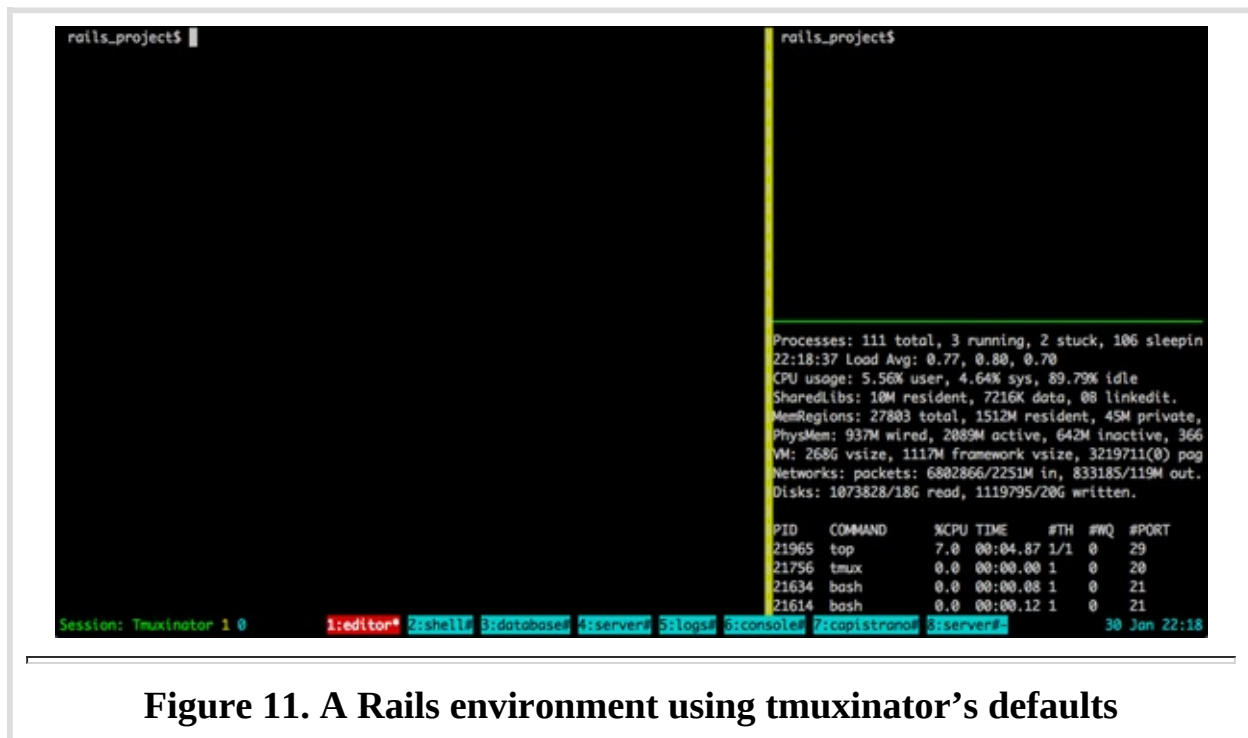 rails_project$
rails_project$
Processes: 111 total, 3 running, 2 stuck, 106 sleepin
22:18:37 Load Avg: 0.77, 0.80, 0.70
CPU usage: 5.56% user, 4.64% sys, 89.79% idle
SharedLibs: 10M resident, 7216K data, 0B linkedit.
MemRegions: 27803 total, 1512M resident, 45M private,
PhysMem: 937M wired, 2089M active, 642M inactive, 366
VM: 268G vsize, 1117M framework vsize, 3219711(0) pag
Networks: packets: 6802866/2251M in, 833185/119M out.
Disks: 1073828/18G read, 1119795/20G written.
PID COMMAND %CPU TIME #TH #WQ #PORT
21965 top 7.0 00:04.87 1/1 0 29
21756 tmux 0.0 00:00.00 1 0 20
21634 bash 0.0 00:00.08 1 0 21
21614 bash 0.0 00:00.12 1 0 21
Session: Tmuxinator 1 0 1:editor* 2:shell# 3:database# 4:server# 5:logs# 6:console# 7:capistrano# 8:server#- 30 Jan 22:18
Figure 11. A Rails environment using tmuxinator’s defaults